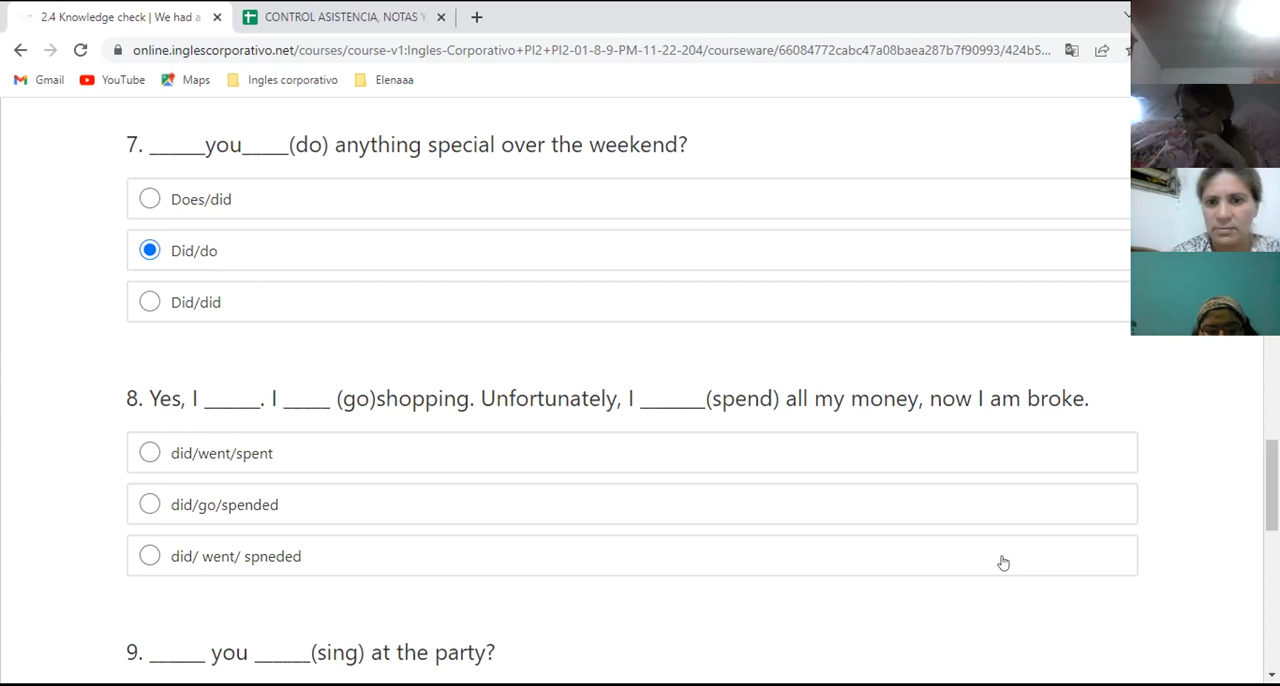 2.4 Knowledge check | We had a
CONTROL ASISTENCIA, NOTAS Y
online.inglescorporativo.net/courses/course-v1:Ingles-Corporativo+PI2+PI2-01-8-9-PM-11-22-204/courseware/66084772cabc47a08baea287b7f90993/424b5...
Gmail YouTube Maps Ingles corporativo Elenaaa
7. ______you_____(do) anything special over the weekend?
Does/did
Did/do
Did/did
8. Yes, I ______. I _____ (go)shopping. Unfortunately, I _______(spend) all my money, now I am broke.
did/went/spent
did/go/spended
did/ went/ spneded
9. ______ you ______(sing) at the party?